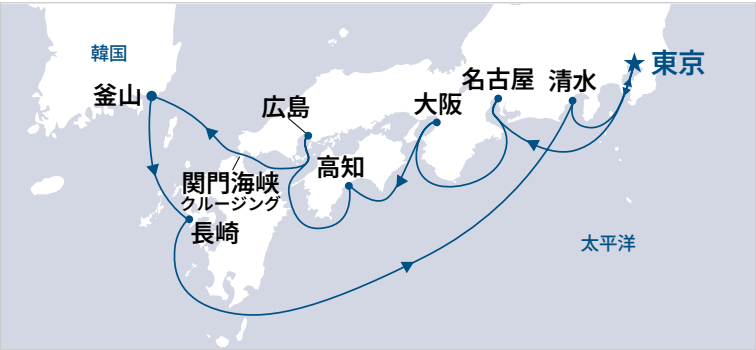 韓国
釜山
広島
大阪
名古屋
清水
東京
高知
関門海峡
クルージング
長崎
太平洋